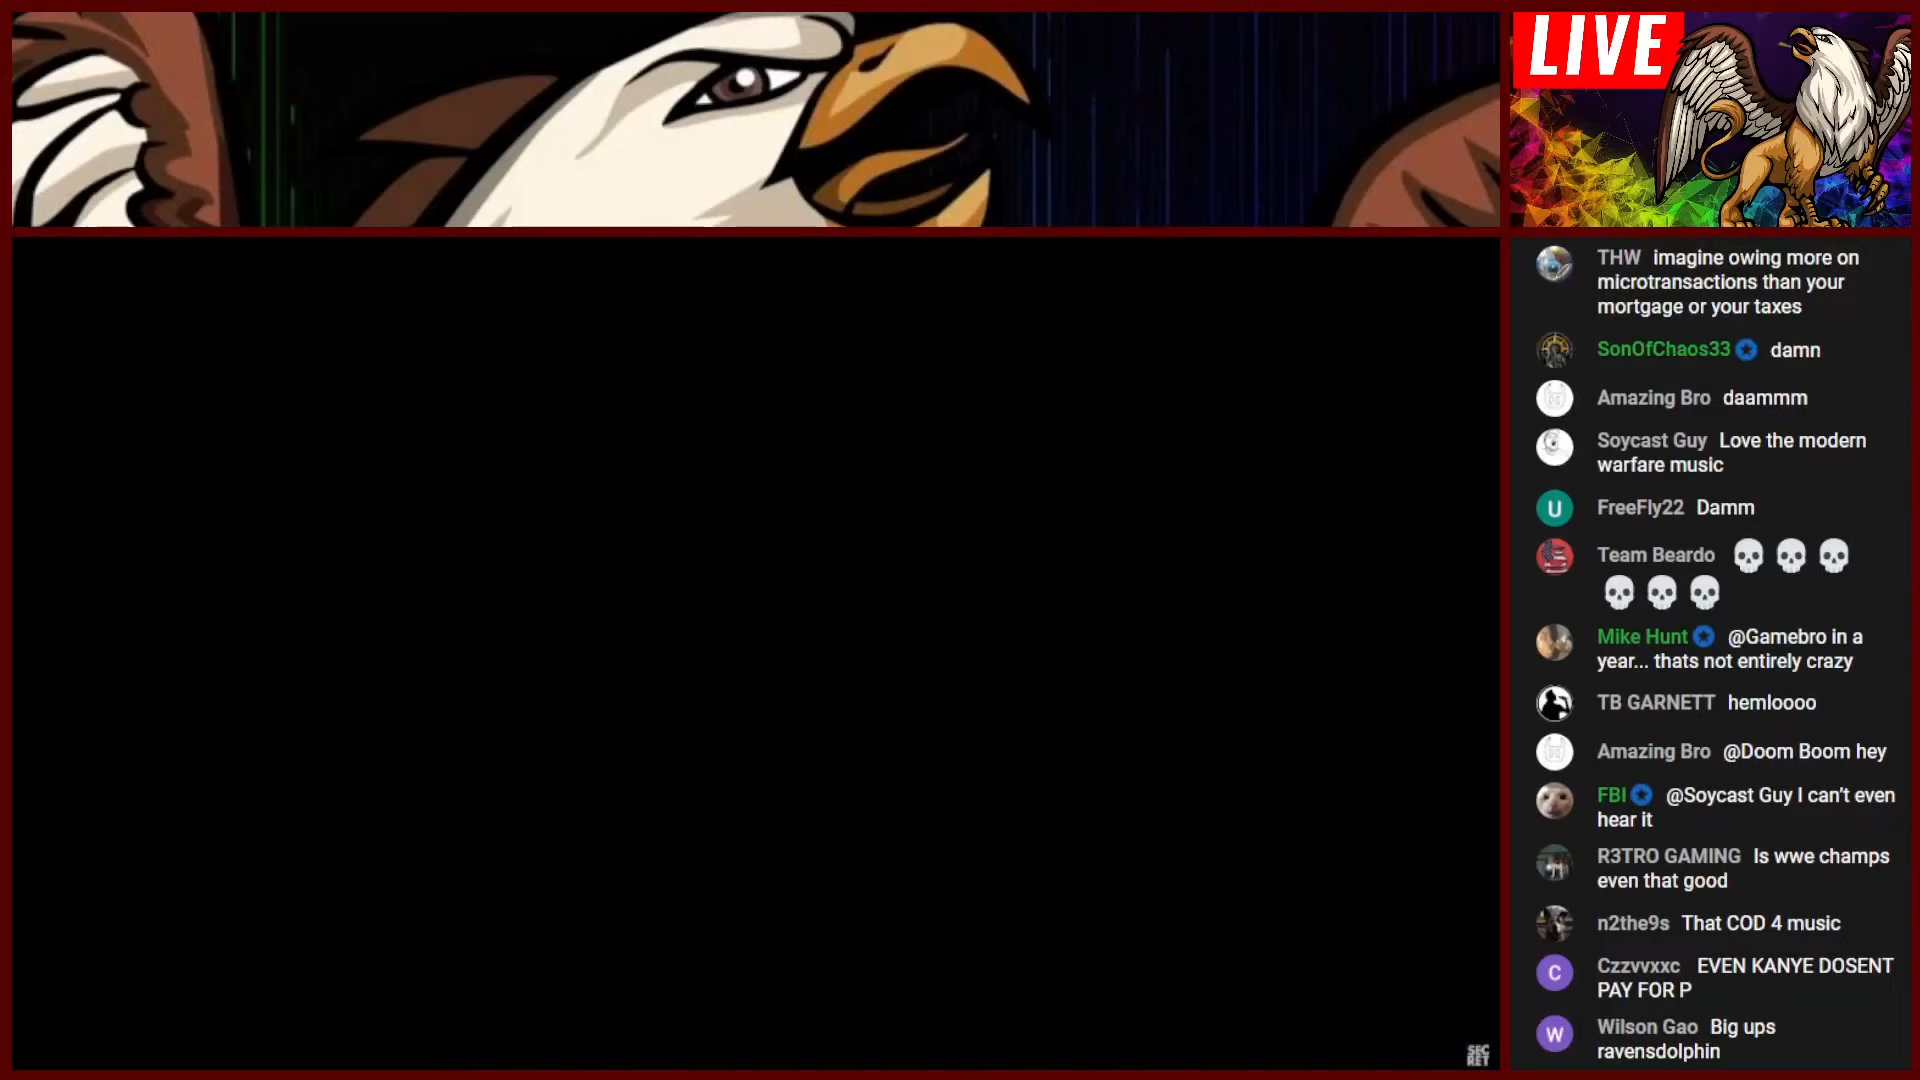 LIVE
THW imagine owing more on
microtransactions than your
mortgage or your taxes
SonOfChaos33 damn
Amazing Bro daammm
Soycast Guy Love the modern
warfare music
U FreeFly22 Damm
Team Beardo
Mike Hunt @Gamebro in a
year... thats not entirely crazy
TB GARNETT hemloooo
Amazing Bro @Doom Boom hey
FBI @Soycast Guy I can't even
hear it
R3TRO GAMING Is wwe champs
even that good
n2the9s That COD 4 music
C Czzvvxxc EVEN KANYE DOSENT
PAY FOR P
W Wilson Gao Big ups
ravensdolphin
SEC
RET